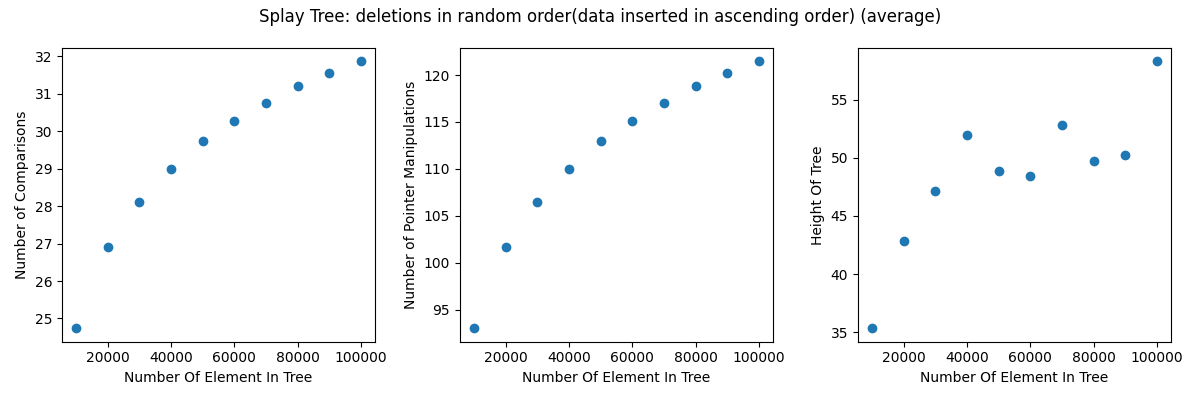 Splay Tree: deletions in random order(data inserted in ascending order) (average)
Number of Comparisons
32
31
30
29
28
27
26
25
20000 40000 60000 80000 100000
Number Of Element In Tree
Number of Pointer Manipulations
120
115
110
105
100
95
20000 40000 60000 80000 100000
Number Of Element In Tree
Height Of Tree
55
50
45
40
35
20000 40000 60000 80000 100000
Number Of Element In Tree